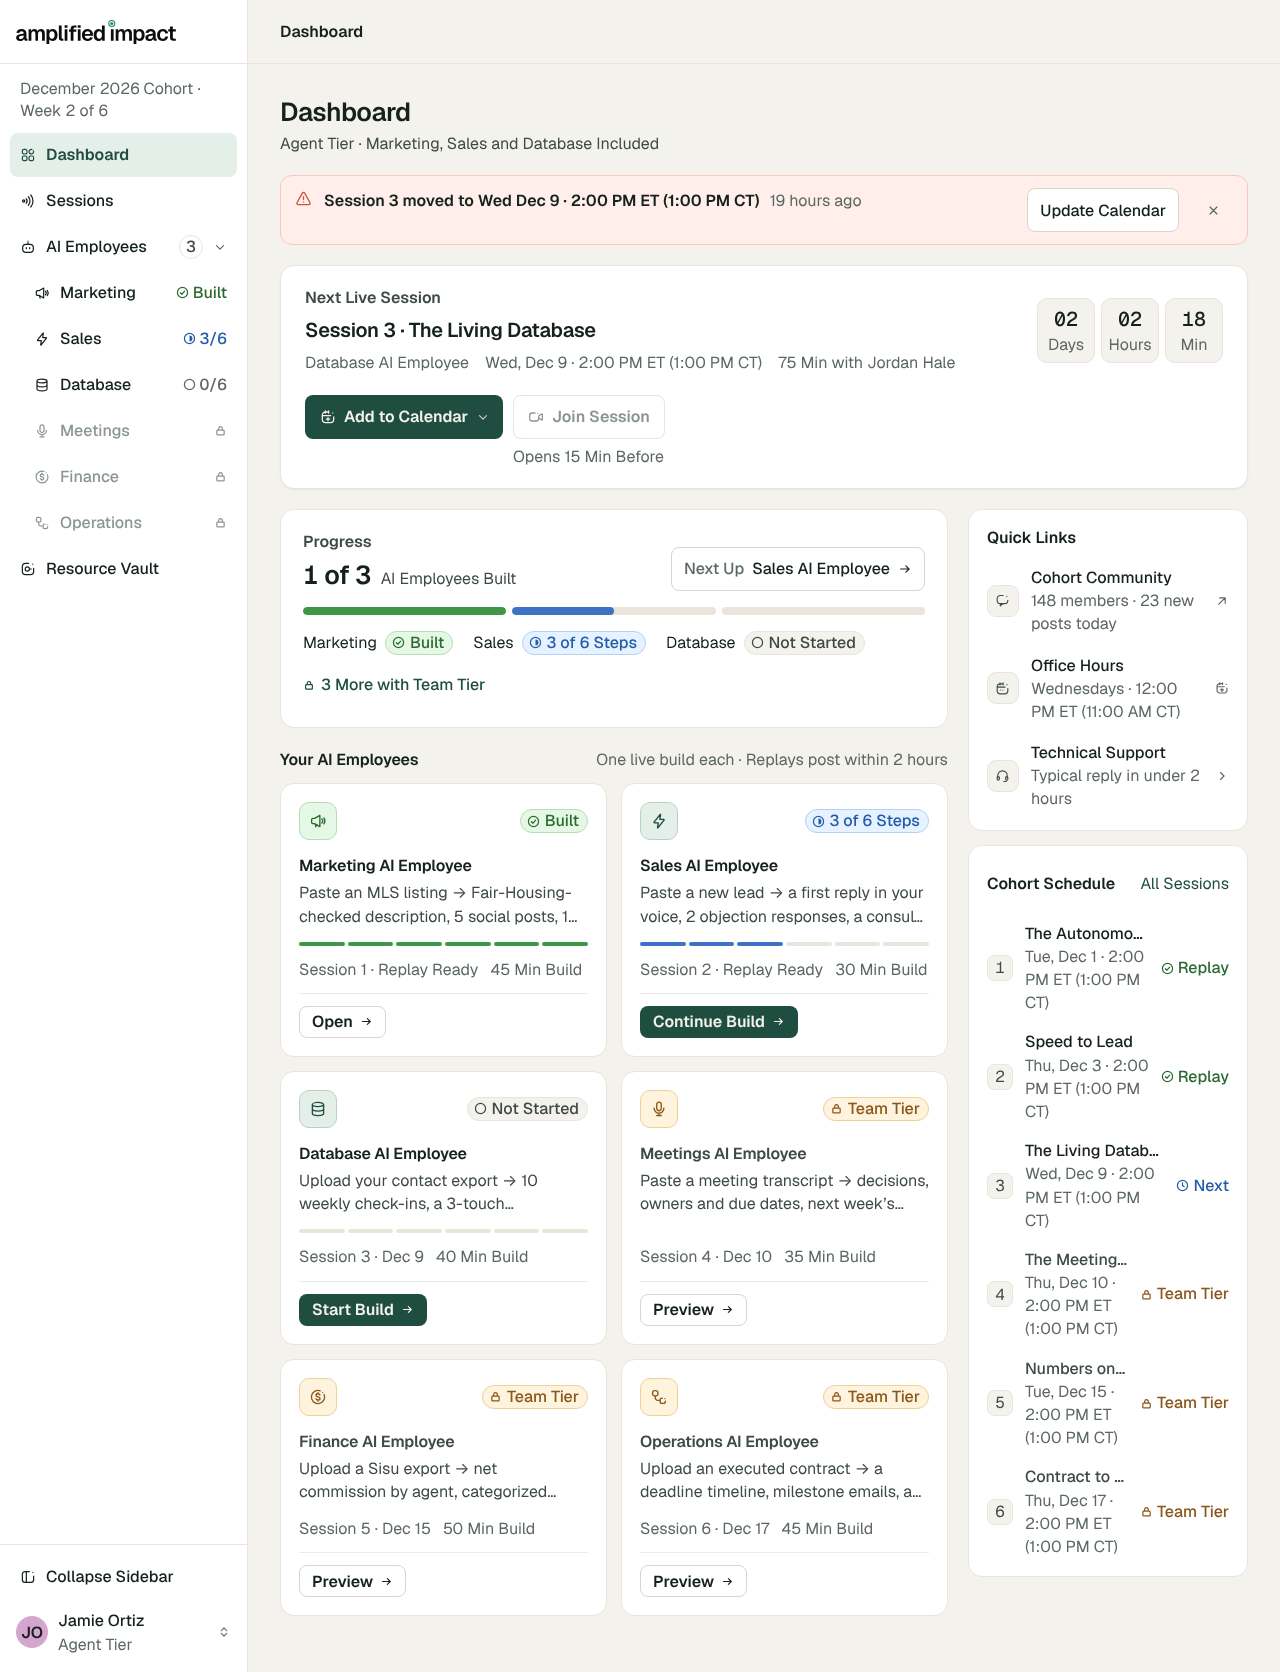 amplified impact
December 2026 Cohort ·
Week 2 of 6
Dashboard
Sessions
AI Employees 3
Marketing Built
Sales 3/6
Database 0/6
Meetings
Finance
Operations
Resource Vault
Collapse Sidebar
JO
Jamie Ortiz
Agent Tier
Dashboard
Dashboard
Agent Tier · Marketing, Sales and Database Included
Session 3 moved to Wed Dec 9 · 2:00 PM ET (1:00 PM CT) 19 hours ago
Update Calendar
Next Live Session
Session 3 · The Living Database
Database AI Employee Wed, Dec 9 · 2:00 PM ET (1:00 PM CT) 75 Min with Jordan Hale
02 Days
02 Hours
18 Min
Add to Calendar
Join Session
Opens 15 Min Before
Progress
1 of 3 AI Employees Built
Next Up Sales AI Employee →
Marketing Built Sales 3 of 6 Steps Database Not Started
3 More with Team Tier
Your AI Employees
One live build each · Replays post within 2 hours
Built
Marketing AI Employee
Paste an MLS listing → Fair-Housing-
checked description, 5 social posts, 1…
Session 1 · Replay Ready 45 Min Build
Open →
3 of 6 Steps
Sales AI Employee
Paste a new lead → a first reply in your
voice, 2 objection responses, a consul…
Session 2 · Replay Ready 30 Min Build
Continue Build →
Not Started
Database AI Employee
Upload your contact export → 10
weekly check-ins, a 3-touch…
Session 3 · Dec 9 40 Min Build
Start Build →
Team Tier
Meetings AI Employee
Paste a meeting transcript → decisions,
owners and due dates, next week's…
Session 4 · Dec 10 35 Min Build
Preview →
Team Tier
Finance AI Employee
Upload a Sisu export → net
commission by agent, categorized…
Session 5 · Dec 15 50 Min Build
Preview →
Team Tier
Operations AI Employee
Upload an executed contract → a
deadline timeline, milestone emails, a…
Session 6 · Dec 17 45 Min Build
Preview →
Quick Links
Cohort Community
148 members · 23 new
posts today
Office Hours
Wednesdays · 12:00
PM ET (11:00 AM CT)
Technical Support
Typical reply in under 2
hours
Cohort Schedule All Sessions
1
The Autonomo…
Tue, Dec 1 · 2:00
PM ET (1:00 PM
CT)
Replay
2
Speed to Lead
Thu, Dec 3 · 2:00
PM ET (1:00 PM
CT)
Replay
3
The Living Datab…
Wed, Dec 9 · 2:00
PM ET (1:00 PM
CT)
Next
4
The Meeting…
Thu, Dec 10 ·
2:00 PM ET
(1:00 PM CT)
Team Tier
5
Numbers on…
Tue, Dec 15 ·
2:00 PM ET
(1:00 PM CT)
Team Tier
6
Contract to …
Thu, Dec 17 ·
2:00 PM ET
(1:00 PM CT)
Team Tier